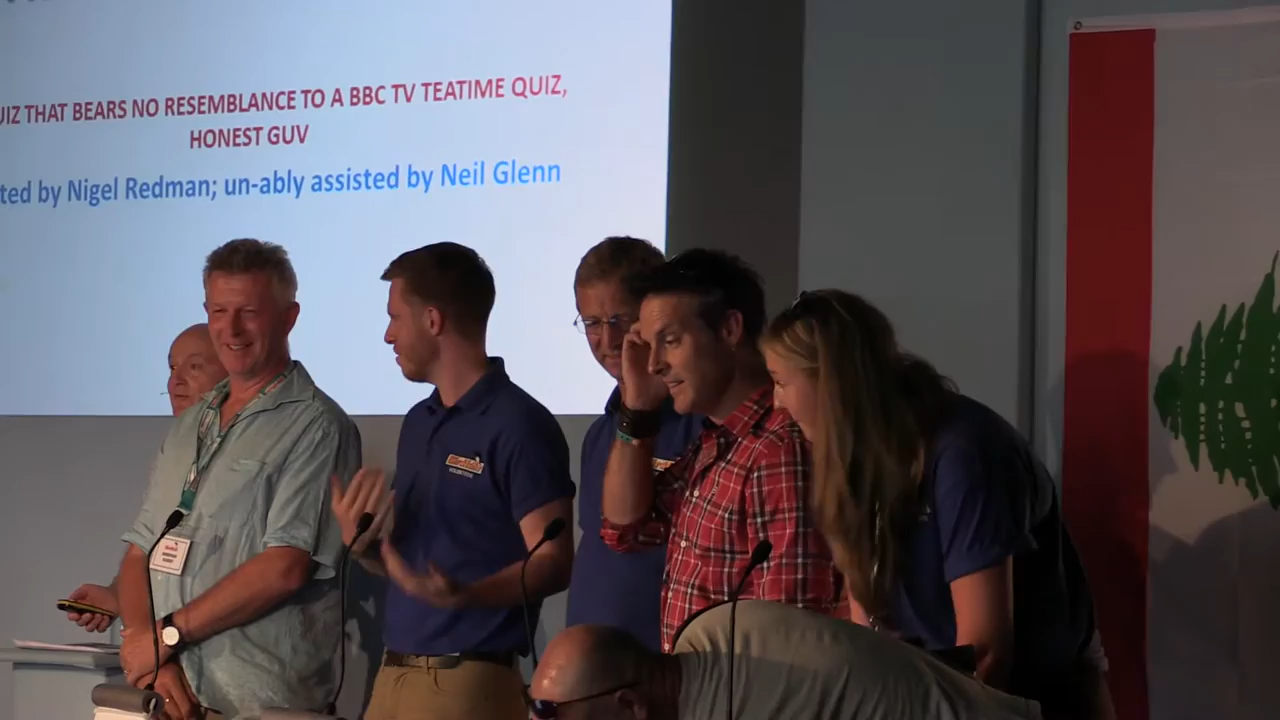 UIZ THAT BEARS NO RESEMBLANCE TO A BBC TV TEATIME QUIZ,
HONEST GUV
ted by Nigel Redman; un-ably assisted by Neil Glenn